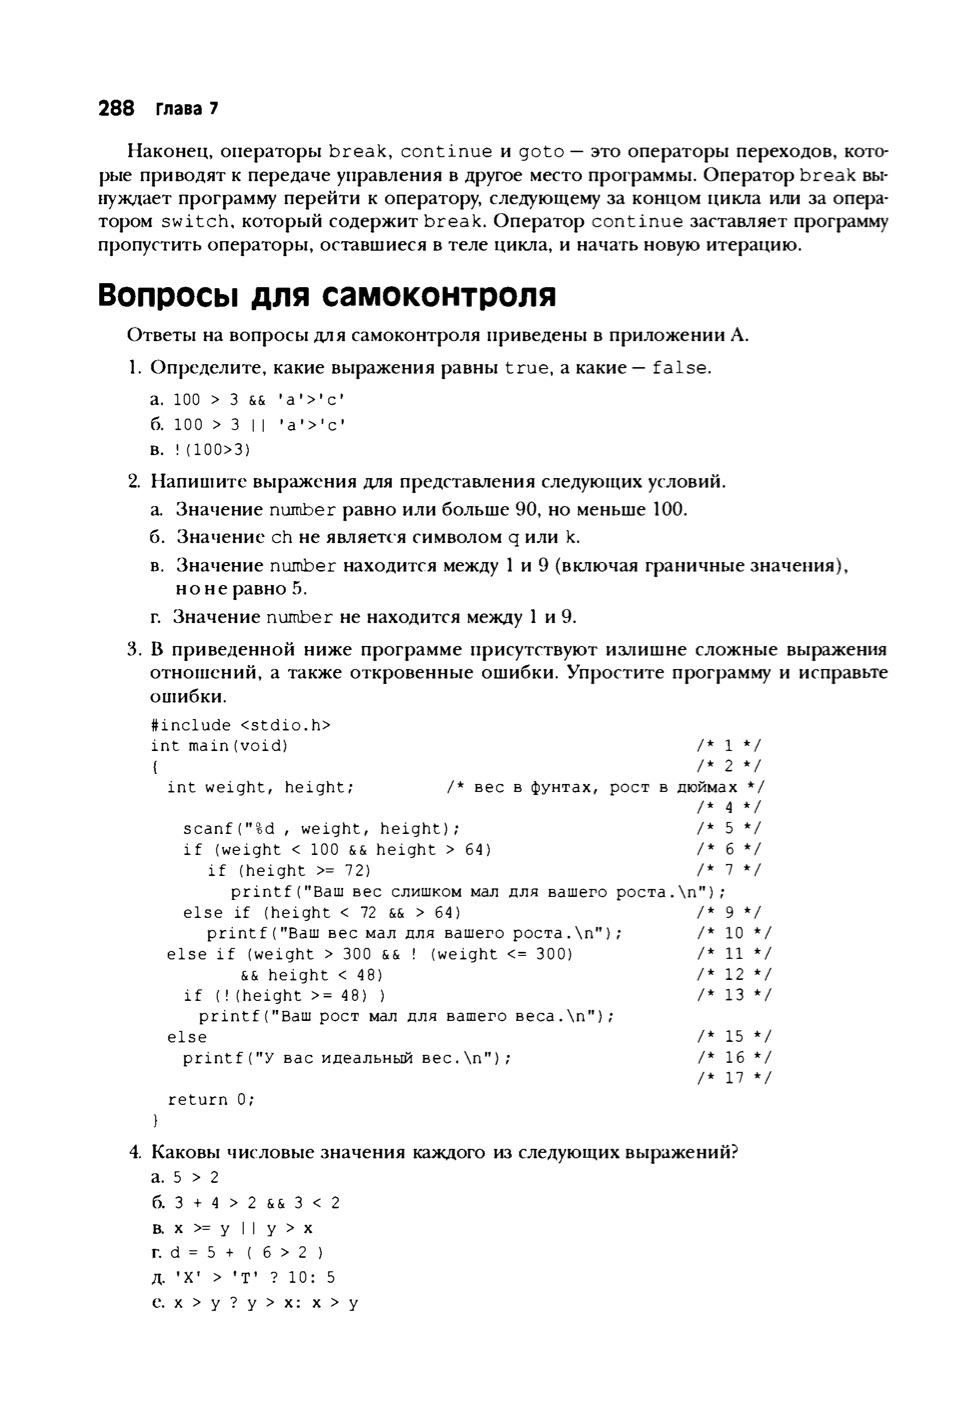 288 Глава 7
Наконец, операторы break, continue и goto — это операторы переходов, кото-
рые приводят к передаче управления в другое место программы. Оператор break вы-
нуждает программу перейти к оператору, следующему за концом цикла или за опера-
тором switch, который содержит break. Оператор continue заставляет программу
пропустить операторы, оставшиеся в теле цикла, и начать новую итерацию.
Вопросы для самоконтроля
Ответы на вопросы для самоконтроля приведены в приложении А.
1. Определите, какие выражения равны true, а какие — false.
а. 100 > 3 && 'a'>'c'
б. 100 > 3 || 'a'>'c'
в. !(100>3)
2. Напишите выражения для представления следующих условий.
а. Значение number равно или больше 90, но меньше 100.
б. Значение ch не является символом q или k.
в. Значение number находится между 1 и 9 (включая граничные значения),
но не равно 5.
г. Значение number не находится между 1 и 9.
3. В приведенной ниже программе присутствуют излишне сложные выражения
отношений, а также откровенные ошибки. Упростите программу и исправьте
ошибки.
#include <stdio.h>
int main(void) /* 1 */
{ /* 2 */
int weight, height; /* вес в фунтах, рост в дюймах */
/* 4 */
scanf("%d , weight, height); /* 5 */
if (weight < 100 && height > 64) /* 6 */
if (height >= 72) /* 7 */
printf("Ваш вес слишком мал для вашего роста.\n");
else if (height < 72 && > 64) /* 9 */
printf("Ваш вес мал для вашего роста.\n"); /* 10 */
else if (weight > 300 && ! (weight <= 300) /* 11 */
&& height < 48) /* 12 */
if (!(height >= 48) ) /* 13 */
printf("Ваш рост мал для вашего веса.\n");
else /* 15 */
printf("У вас идеальный вес.\n"); /* 16 */
/* 17 */
return 0;
}
4. Каковы числовые значения каждого из следующих выражений?
а. 5 > 2
б. 3 + 4 > 2 && 3 < 2
в. x >= y || y > x
г. d = 5 + ( 6 > 2 )
д. 'X' > 'T' ? 10: 5
е. x > y ? y > x: x > y